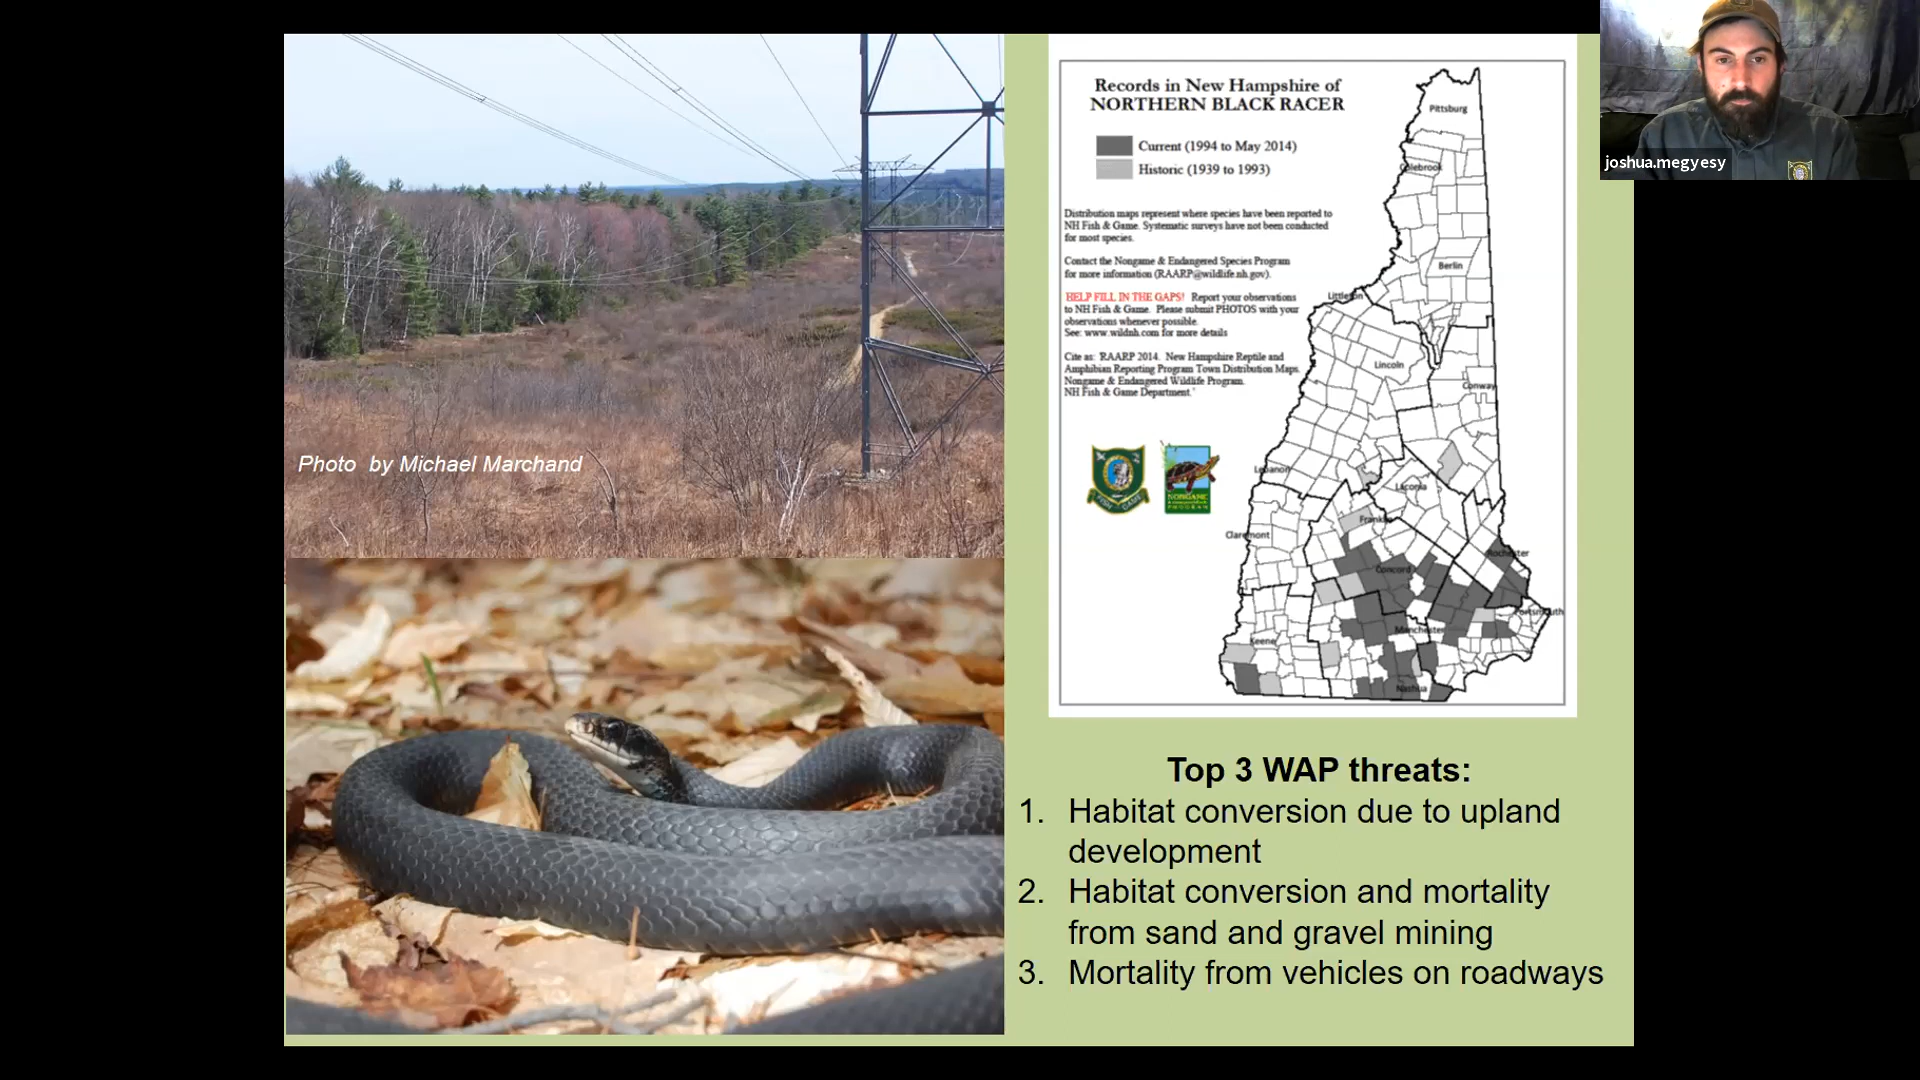 joshua.megyesy
Photo by Michael Marchand
Records in New Hampshire of
NORTHERN BLACK RACER
Current (1994 to May 2014)
Historic (1939 to 1993)
Distribution maps represent where species have been reported to
NH Fish & Game. Systematic surveys have not been conducted
for most species.
Contact the Nongame & Endangered Species Program
for more information (RAARP@wildlife.nh.gov).
HELP FILL IN THE GAPS! Report your observations
to NH Fish & Game. Please submit PHOTOS with your
observations whenever possible.
See: www.wildnh.com for more details
Cite as: 'RAARP 2014. New Hampshire Reptile and
Amphibian Reporting Program Town Distribution Maps.
Nongame & Endangered Wildlife Program.
NH Fish & Game Department.'
NONGAME
Pittsburg
Colebrook
Berlin
Littleton
Lincoln
Conway
Lebanon
Laconia
Franklin
Claremont
Rochester
Concord
Portsmouth
Manchester
Keene
Nashua
Top 3 WAP threats:
1. Habitat conversion due to upland
development
2. Habitat conversion and mortality
from sand and gravel mining
3. Mortality from vehicles on roadways